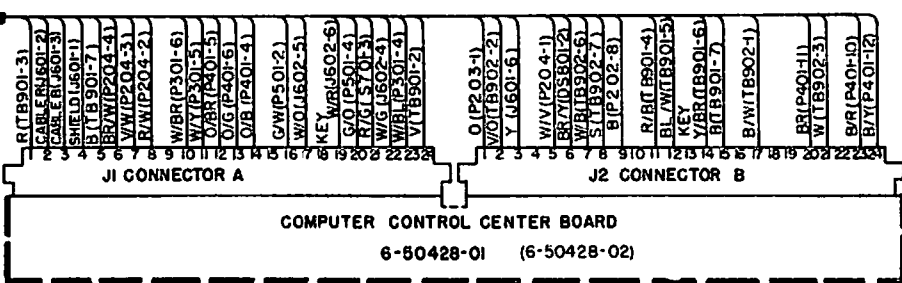 R(TB901-3)
CABLE R(J601-2)
CABLE B(J601-3)
SHIELD(J601-1)
B(TB901-7)
BR/W(P204-4)
V/W(P204-3)
R/W(P204-2)
W/BR(P301-6)
W/Y(P301-5)
O/BR(P401-5)
O/G(P401-6)
O/B(P401-4)
G/W(P501-2)
W/O(J602-5)
KEY
W/R(J602-6)
G/O(P501-4)
R/G(S701-3)
W/G(J602-4)
W/BL(P301-4)
V(TB901-2)
O(P203-1)
V/O(TB902-2)
Y(J601-6)
W/V(P204-1)
BR/Y(DS801-2)
W/B(TB902-6)
S(TB902-7)
B(P202-8)
R/B(TB901-4)
BL/W(TB901-5)
KEY
Y/BR(TB901-6)
B(TB901-7)
B/W(TB902-1)
BR(P401-11)
W(TB902-3)
B/R(P401-10)
B/Y(P401-12)
1 2 3 4 5 6 7 8 9 10 11 12 13 14 15 16 17 18 19 20 21 22 23 24
1 2 3 4 5 6 7 8 9 10 11 12 13 14 15 16 17 18 19 20 21 22 23 24
J1 CONNECTOR A
J2 CONNECTOR B
COMPUTER CONTROL CENTER BOARD
6-50428-01 (6-50428-02)